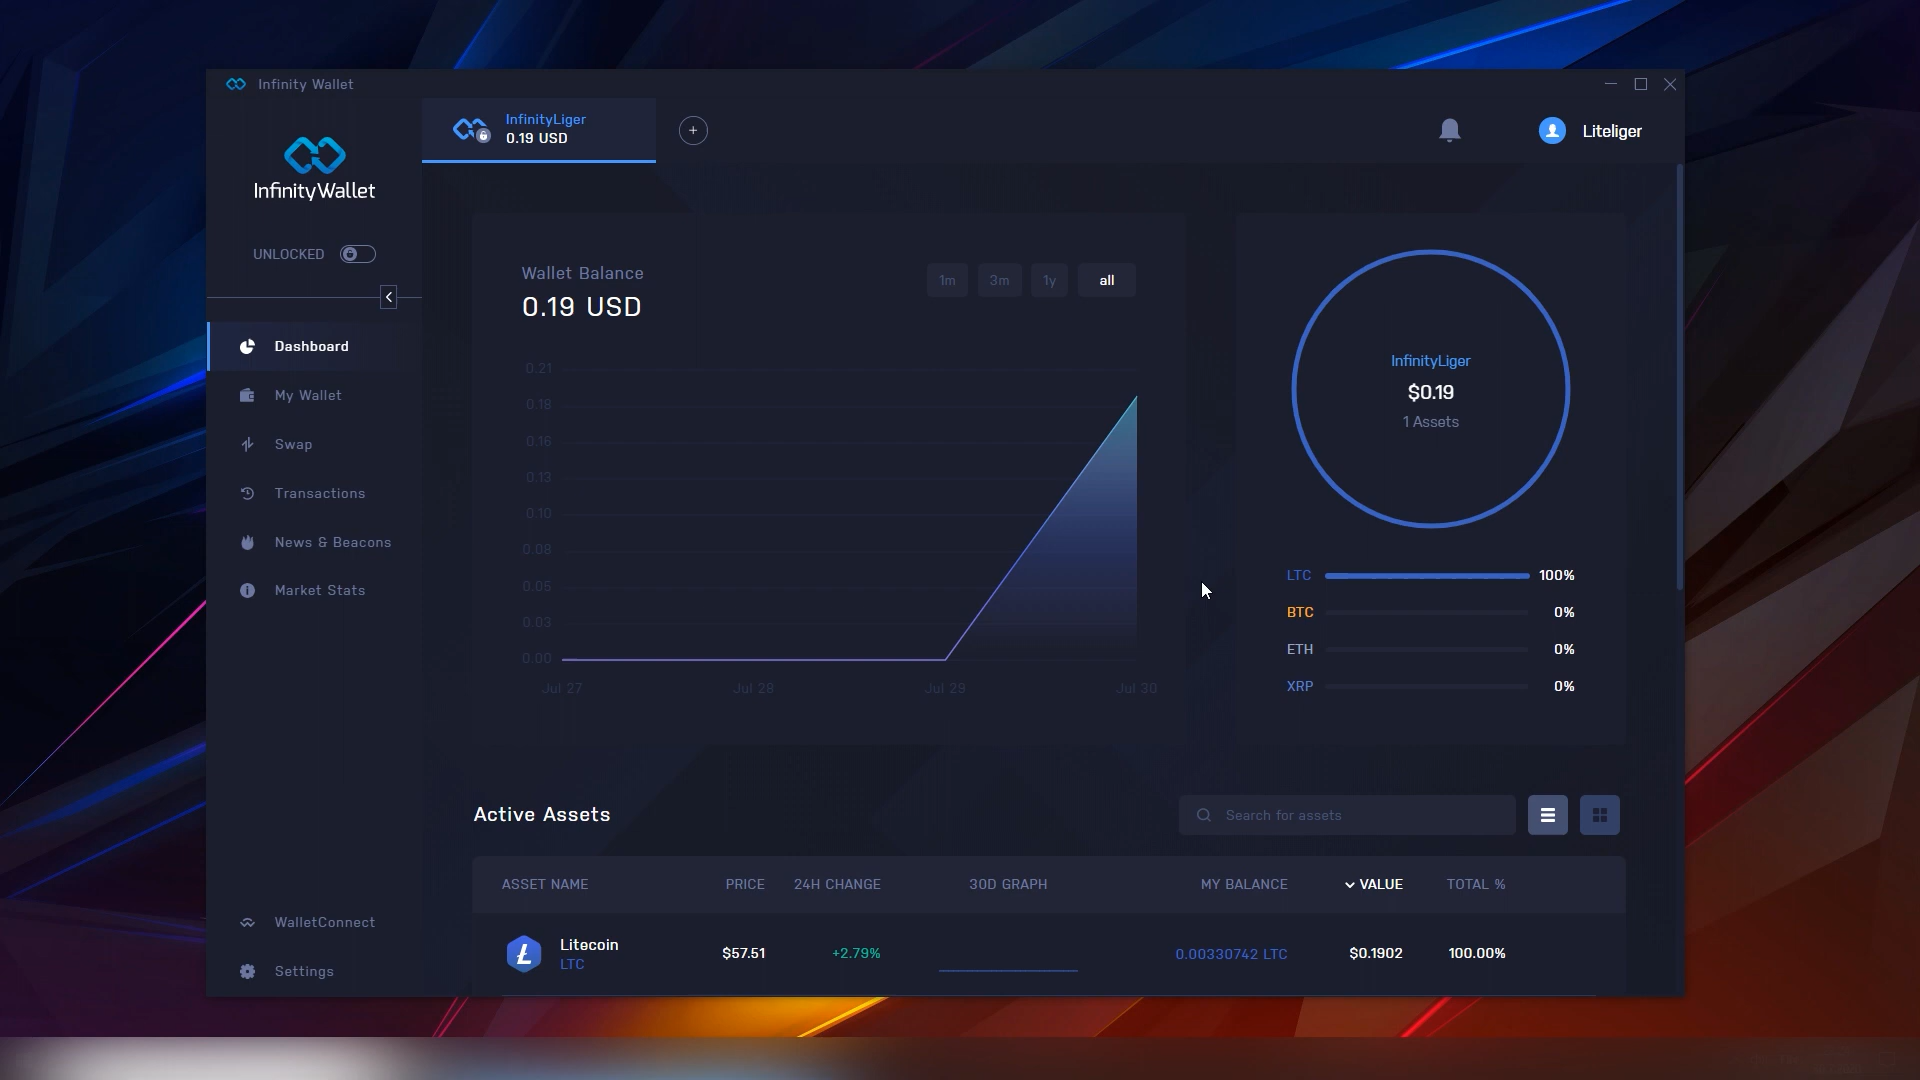 Infinity Wallet
InfinityWallet
UNLOCKED
Dashboard
My Wallet
Swap
Transactions
News & Beacons
Market Stats
WalletConnect
Settings
InfinityLiger
0.19 USD
+
Liteliger
Wallet Balance
0.19 USD
1m 3m 1y all
0.21
0.18
0.16
0.13
0.10
0.08
0.05
0.03
0.00
Jul 27 Jul 28 Jul 29 Jul 30
InfinityLiger
$0.19
1 Assets
LTC 100%
BTC 0%
ETH 0%
XRP 0%
Active Assets
Search for assets
ASSET NAME PRICE 24H CHANGE 30D GRAPH MY BALANCE VALUE TOTAL %
Litecoin
LTC
$57.51 +2.79% 0.00330742 LTC $0.1902 100.00%